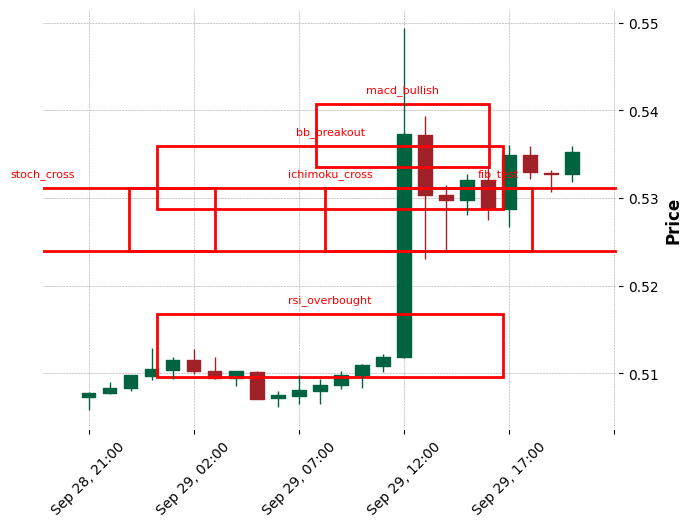 0.55
macd_bullish
0.54
bb_breakout
stoch_cross
ichimoku_cross
0.53
Price
0.52
rsi_overbought
0.51
Sep 28, 21:00
Sep 29, 02:00
Sep 29, 07:00
Sep 29, 12:00
Sep 29, 17:00